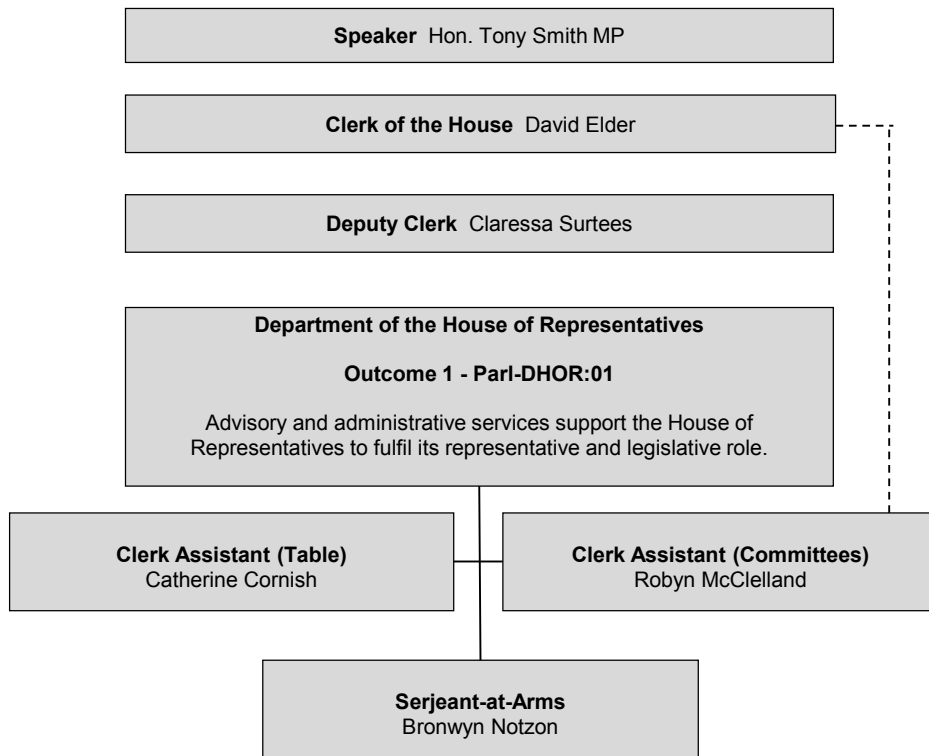 Speaker Hon. Tony Smith MP
Clerk of the House David Elder
Deputy Clerk Claressa Surtees
Department of the House of Representatives
Outcome 1 - Parl-DHOR:01
Advisory and administrative services support the House of
Representatives to fulfil its representative and legislative role.
Clerk Assistant (Table)
Catherine Cornish
Clerk Assistant (Committees)
Robyn McClelland
Serjeant-at-Arms
Bronwyn Notzon